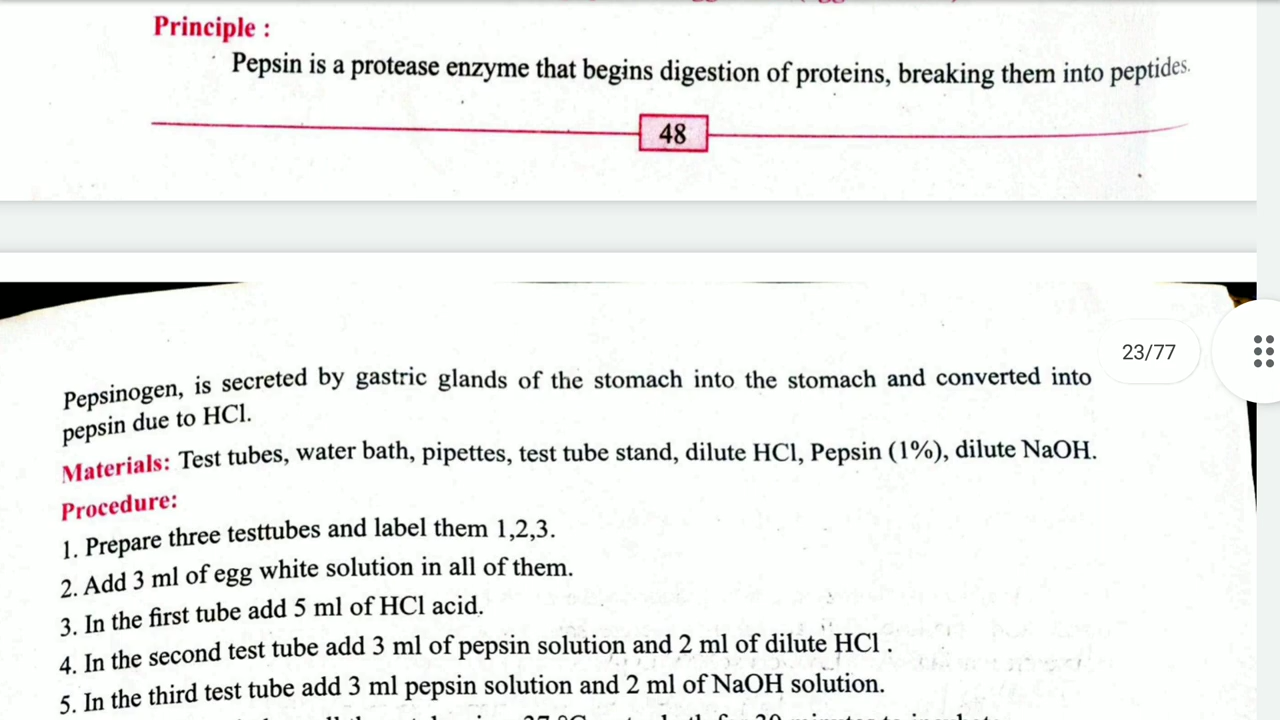 Principle :
Pepsin is a protease enzyme that begins digestion of proteins, breaking them into peptides.
48
23/77
Pepsinogen, is secreted by gastric glands of the stomach into the stomach and converted into
pepsin due to HCl.
Materials: Test tubes, water bath, pipettes, test tube stand, dilute HCl, Pepsin (1%), dilute NaOH.
Procedure:
1. Prepare three testtubes and label them 1,2,3.
2. Add 3 ml of egg white solution in all of them.
3. In the first tube add 5 ml of HCl acid.
4. In the second test tube add 3 ml of pepsin solution and 2 ml of dilute HCl .
5. In the third test tube add 3 ml pepsin solution and 2 ml of NaOH solution.